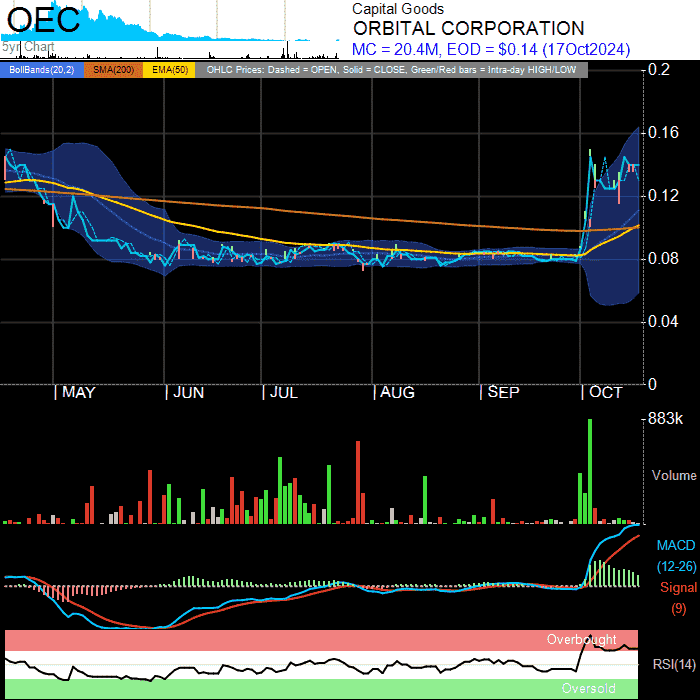 OEC
5yr Chart
Capital Goods
ORBITAL CORPORATION
MC = 20.4M, EOD = $0.14 (17Oct2024)
BollBands(20,2) SMA(200) EMA(50) OHLC Prices: Dashed = OPEN, Solid = CLOSE, Green/Red bars = Intra-day HIGH/LOW
0.2
0.16
0.12
0.08
0.04
0
MAY JUN JUL AUG SEP OCT
883k
Volume
MACD
(12-26)
Signal
(9)
Overbought
RSI(14)
Oversold